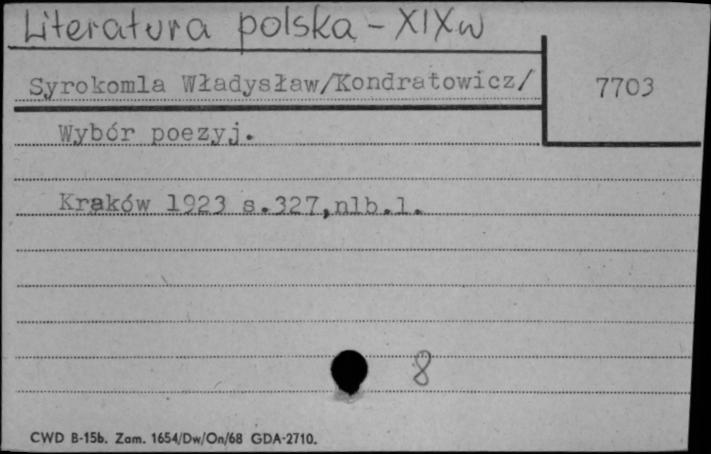 Literatura polska - XIXw
Syrokomla Władysław/Kondratowicz/
7703
Wybór poezyj.
Kraków 1923 s.327,nlb.1.
8
CWD B-15b. Zam. 1654/Dw/On/68 GDA-2710.